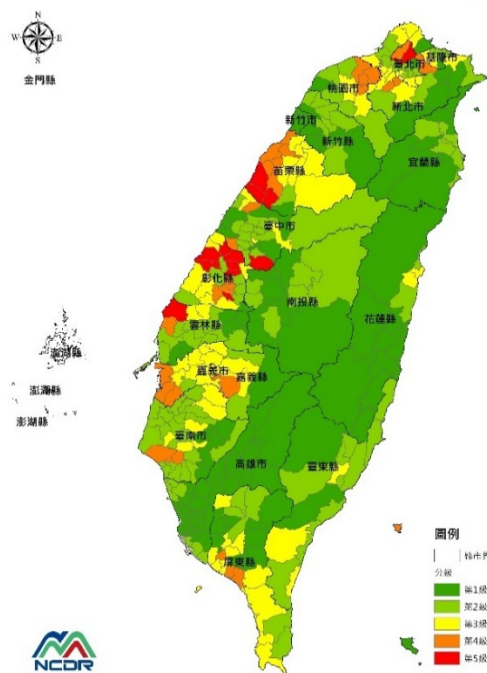 N
W
E
S
金門縣
基隆市
臺北市
桃園市
新北市
新竹市
新竹縣
宜蘭縣
苗栗縣
臺中市
彰化縣
南投縣
花蓮縣
雲林縣
澎湖縣
嘉義市
嘉義縣
澎湖縣
澎湖縣
臺南市
高雄市
臺東縣
屏東縣
圖例
縣市界
分級
第1級
第2級
第3級
第4級
第5級
NCDR